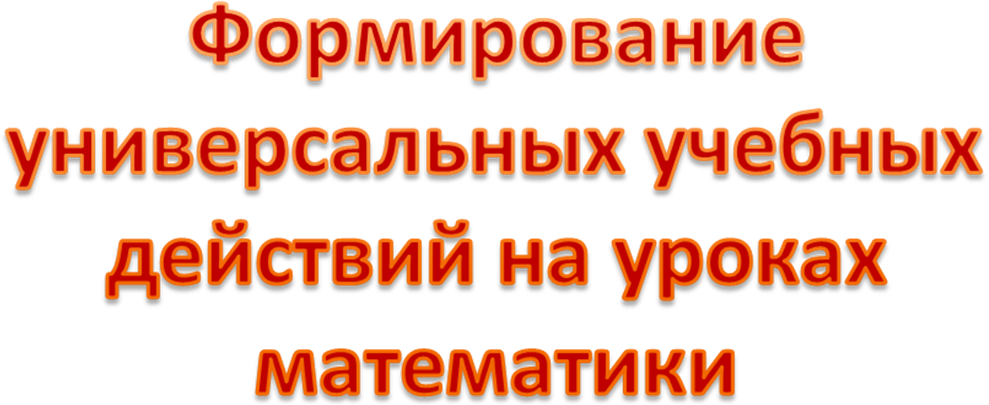 Формирование
универсальных учебных
действий на уроках
математики